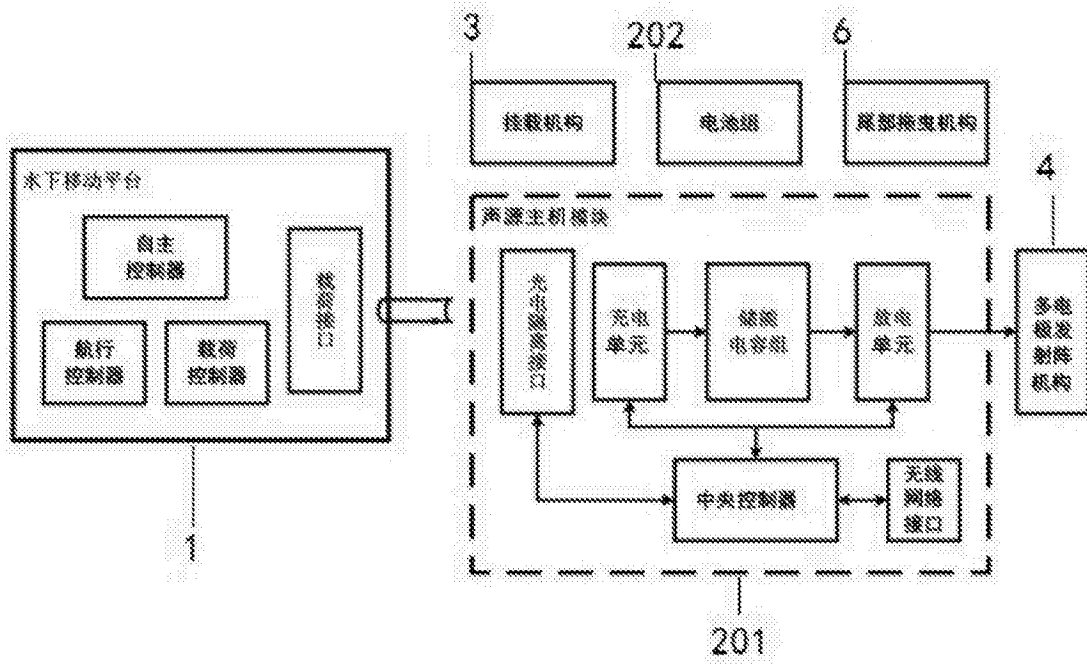 3
202
6
挂载机构
电池组
尾部拖曳机构
水下移动平台
自主
控制器
航行
控制器
载荷
控制器
接口
1
声源主机模块
接口
充电
单元
储能
电容组
放电
单元
4
多电
极发
射阵
机构
中央控制器
无线
网络
接口
201